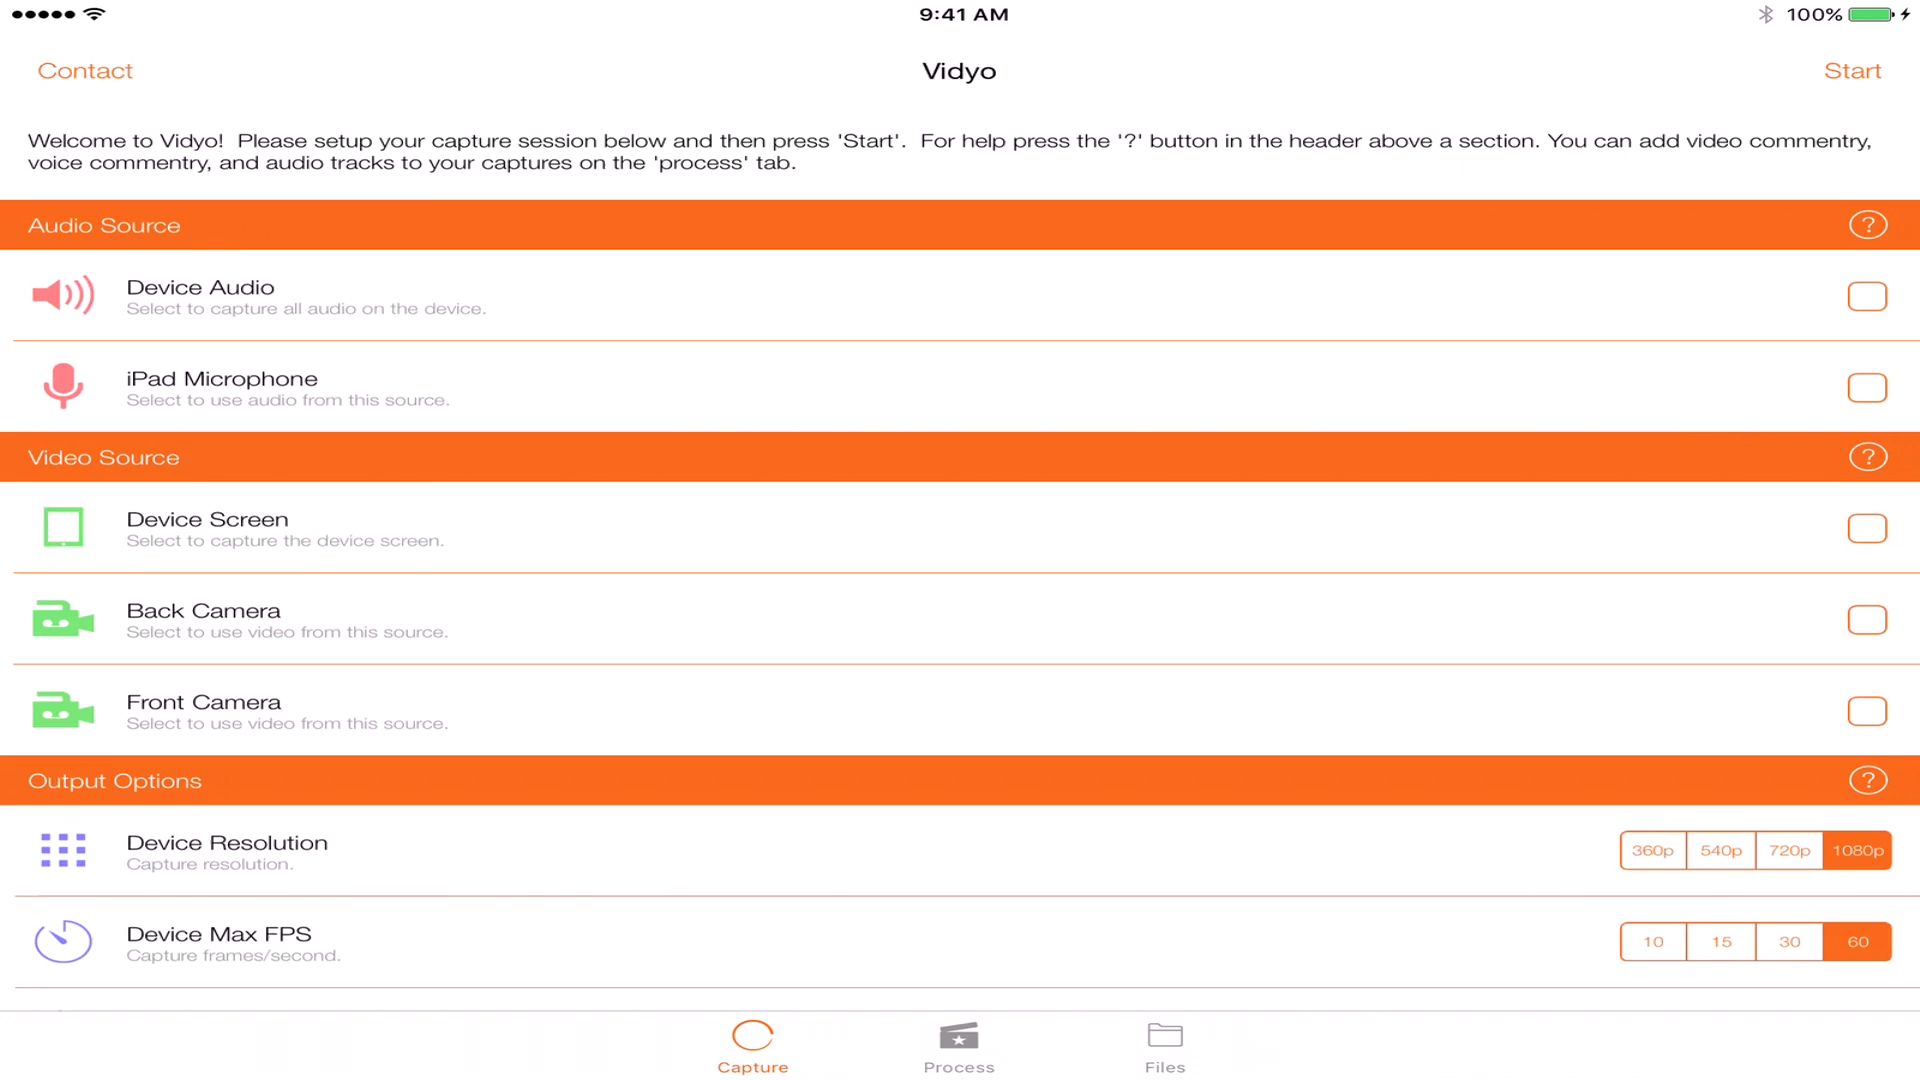 9:41 AM
100%
Contact
Vidyo
Start
Welcome to Vidyo!  Please setup your capture session below and then press 'Start'.  For help press the '?' button in the header above a section. You can add video commentry,
voice commentry, and audio tracks to your captures on the 'process' tab.
Audio Source
?
Device Audio
Select to capture all audio on the device.
iPad Microphone
Select to use audio from this source.
Video Source
?
Device Screen
Select to capture the device screen.
Back Camera
Select to use video from this source.
Front Camera
Select to use video from this source.
Output Options
?
Device Resolution
Capture resolution.
360p 540p 720p 1080p
Device Max FPS
Capture frames/second.
10 15 30 60
Capture
Process
Files